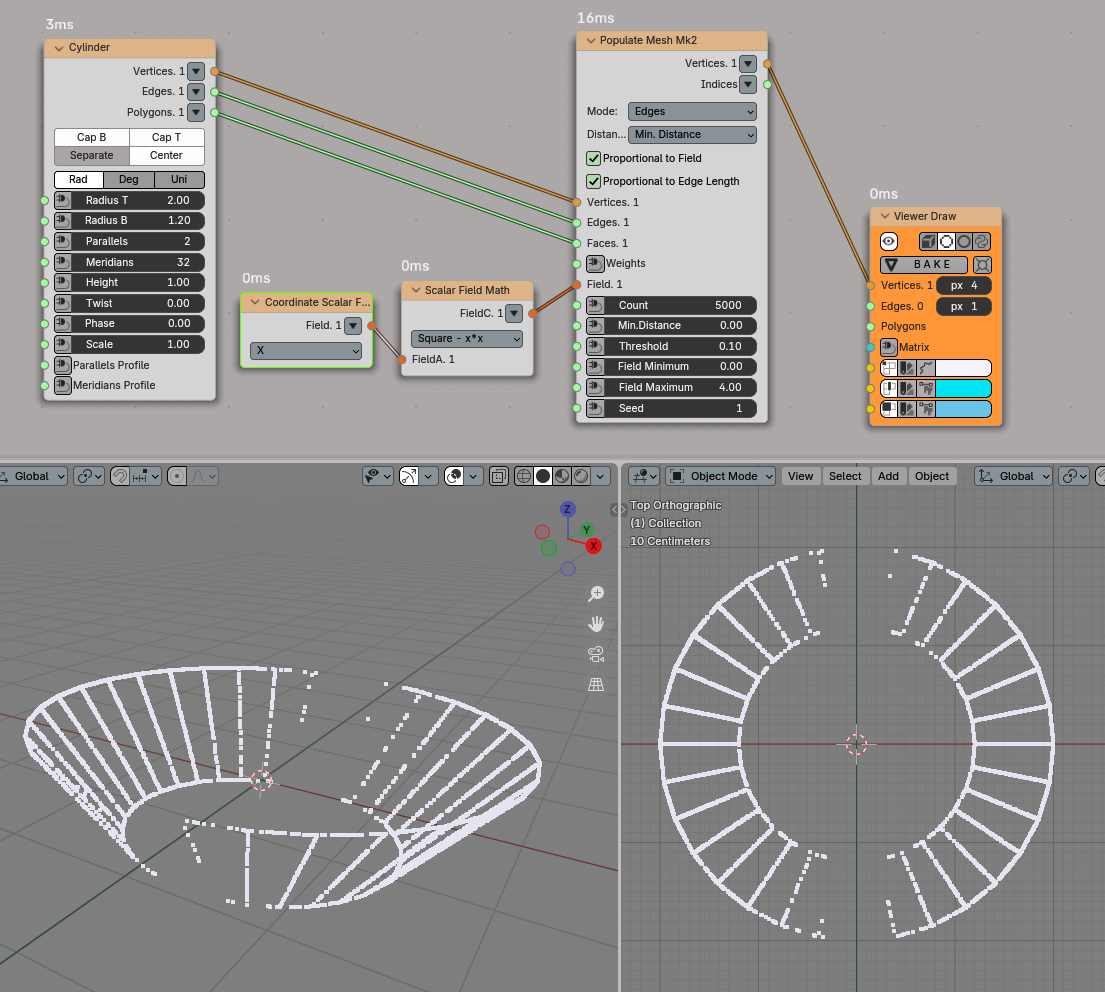 3ms
Cylinder
Vertices. 1
Edges. 1
Polygons. 1
Cap B Cap T
Separate Center
Rad Deg Uni
Radius T 2.00
Radius B 1.20
Parallels 2
Meridians 32
Height 1.00
Twist 0.00
Phase 0.00
Scale 1.00
Parallels Profile
Meridians Profile
0ms
Coordinate Scalar F...
Field. 1
X
0ms
Scalar Field Math
FieldC. 1
Square - x*x
FieldA. 1
16ms
Populate Mesh Mk2
Vertices. 1
Indices
Mode: Edges
Distan... Min. Distance
Proportional to Field
Proportional to Edge Length
Vertices. 1
Edges. 1
Faces. 1
Weights
Field. 1
Count 5000
Min.Distance 0.00
Threshold 0.10
Field Minimum 0.00
Field Maximum 4.00
Seed 1
0ms
Viewer Draw
BAKE
Vertices. 1 px 4
Edges. 0 px 1
Polygons
Matrix
Global
Z
Y
X
Object Mode View Select Add Object Global
Top Orthographic
(1) Collection
10 Centimeters